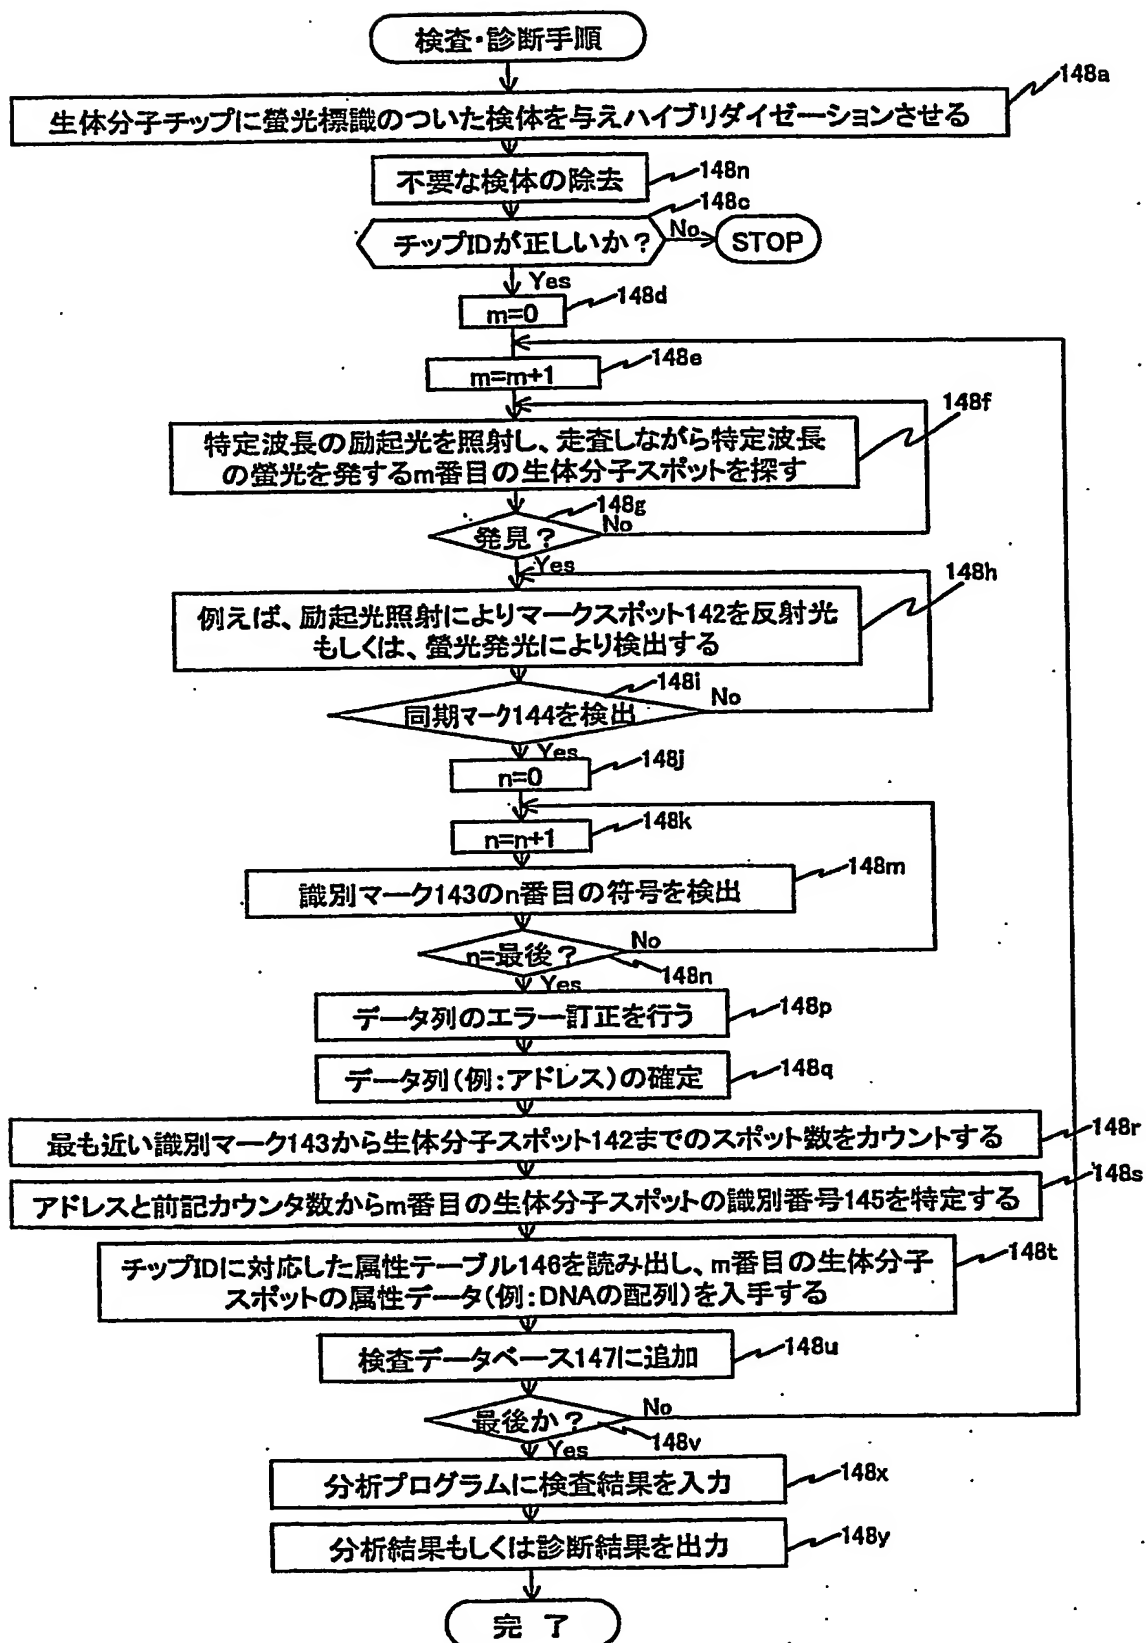 検査・診断手順
148a
生体分子チップに螢光標識のついた検体を与えハイブリダイゼーションさせる
不要な検体の除去
148n
148c
チップIDが正しいか？
No
STOP
Yes
148d
m=0
148e
m=m+1
148f
特定波長の励起光を照射し、走査しながら特定波長
の螢光を発するm番目の生体分子スポットを探す
148g
発見？
No
Yes
148h
例えば、励起光照射によりマークスポット142を反射光
もしくは、螢光発光により検出する
148i
同期マーク144を検出
No
Yes
148j
n=0
148k
n=n+1
148m
識別マーク143のn番目の符号を検出
n=最後？
No
148n
Yes
データ列のエラー訂正を行う
148p
データ列(例:アドレス)の確定
148q
最も近い識別マーク143から生体分子スポット142までのスポット数をカウントする
148r
148s
アドレスと前記カウンタ数からm番目の生体分子スポットの識別番号145を特定する
148t
チップIDに対応した属性テーブル146を読み出し、m番目の生体分子
スポットの属性データ(例:DNAの配列)を入手する
検査データベース147に追加
148u
最後か？
No
148v
Yes
分析プログラムに検査結果を入力
148x
分析結果もしくは診断結果を出力
148y
完 了